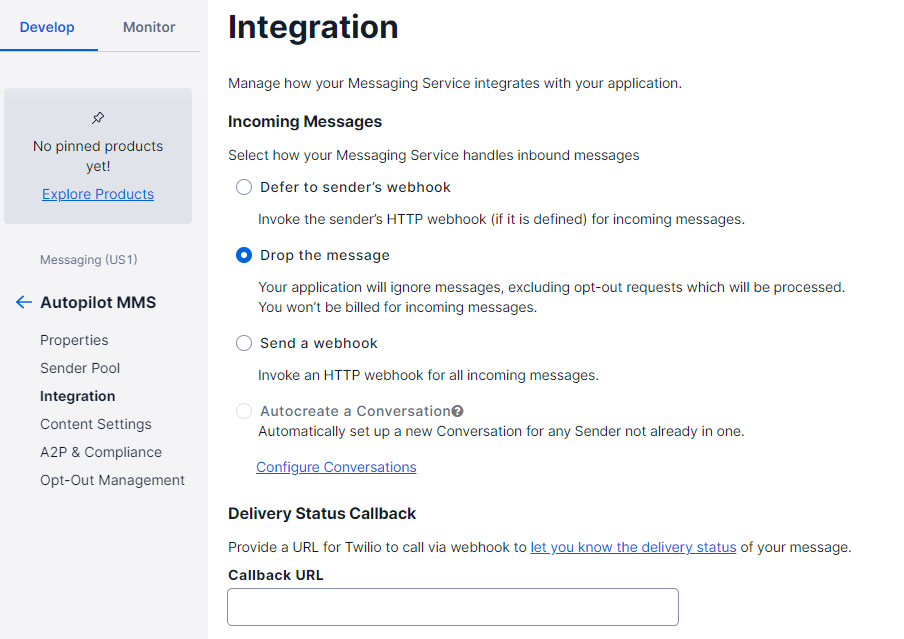 Develop
Monitor
No pinned products
yet!
Explore Products
Messaging (US1)
Autopilot MMS
Properties
Sender Pool
Integration
Content Settings
A2P & Compliance
Opt-Out Management
Integration
Manage how your Messaging Service integrates with your application.
Incoming Messages
Select how your Messaging Service handles inbound messages
Defer to sender’s webhook
Invoke the sender’s HTTP webhook (if it is defined) for incoming messages.
Drop the message
Your application will ignore messages, excluding opt-out requests which will be processed.
You won’t be billed for incoming messages.
Send a webhook
Invoke an HTTP webhook for all incoming messages.
Autocreate a Conversation?
Automatically set up a new Conversation for any Sender not already in one.
Configure Conversations
Delivery Status Callback
Provide a URL for Twilio to call via webhook to let you know the delivery status of your message.
Callback URL